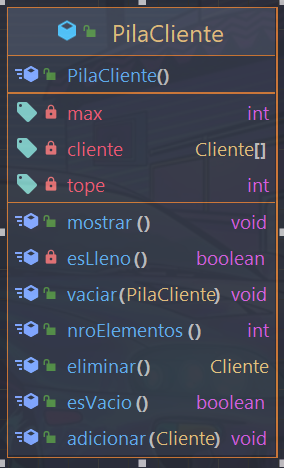 PilaCliente
PilaCliente()
max int
cliente Cliente[]
tope int
mostrar () void
esLleno () boolean
vaciar (PilaCliente) void
nroElementos () int
eliminar() Cliente
esVacio () boolean
adicionar (Cliente) void